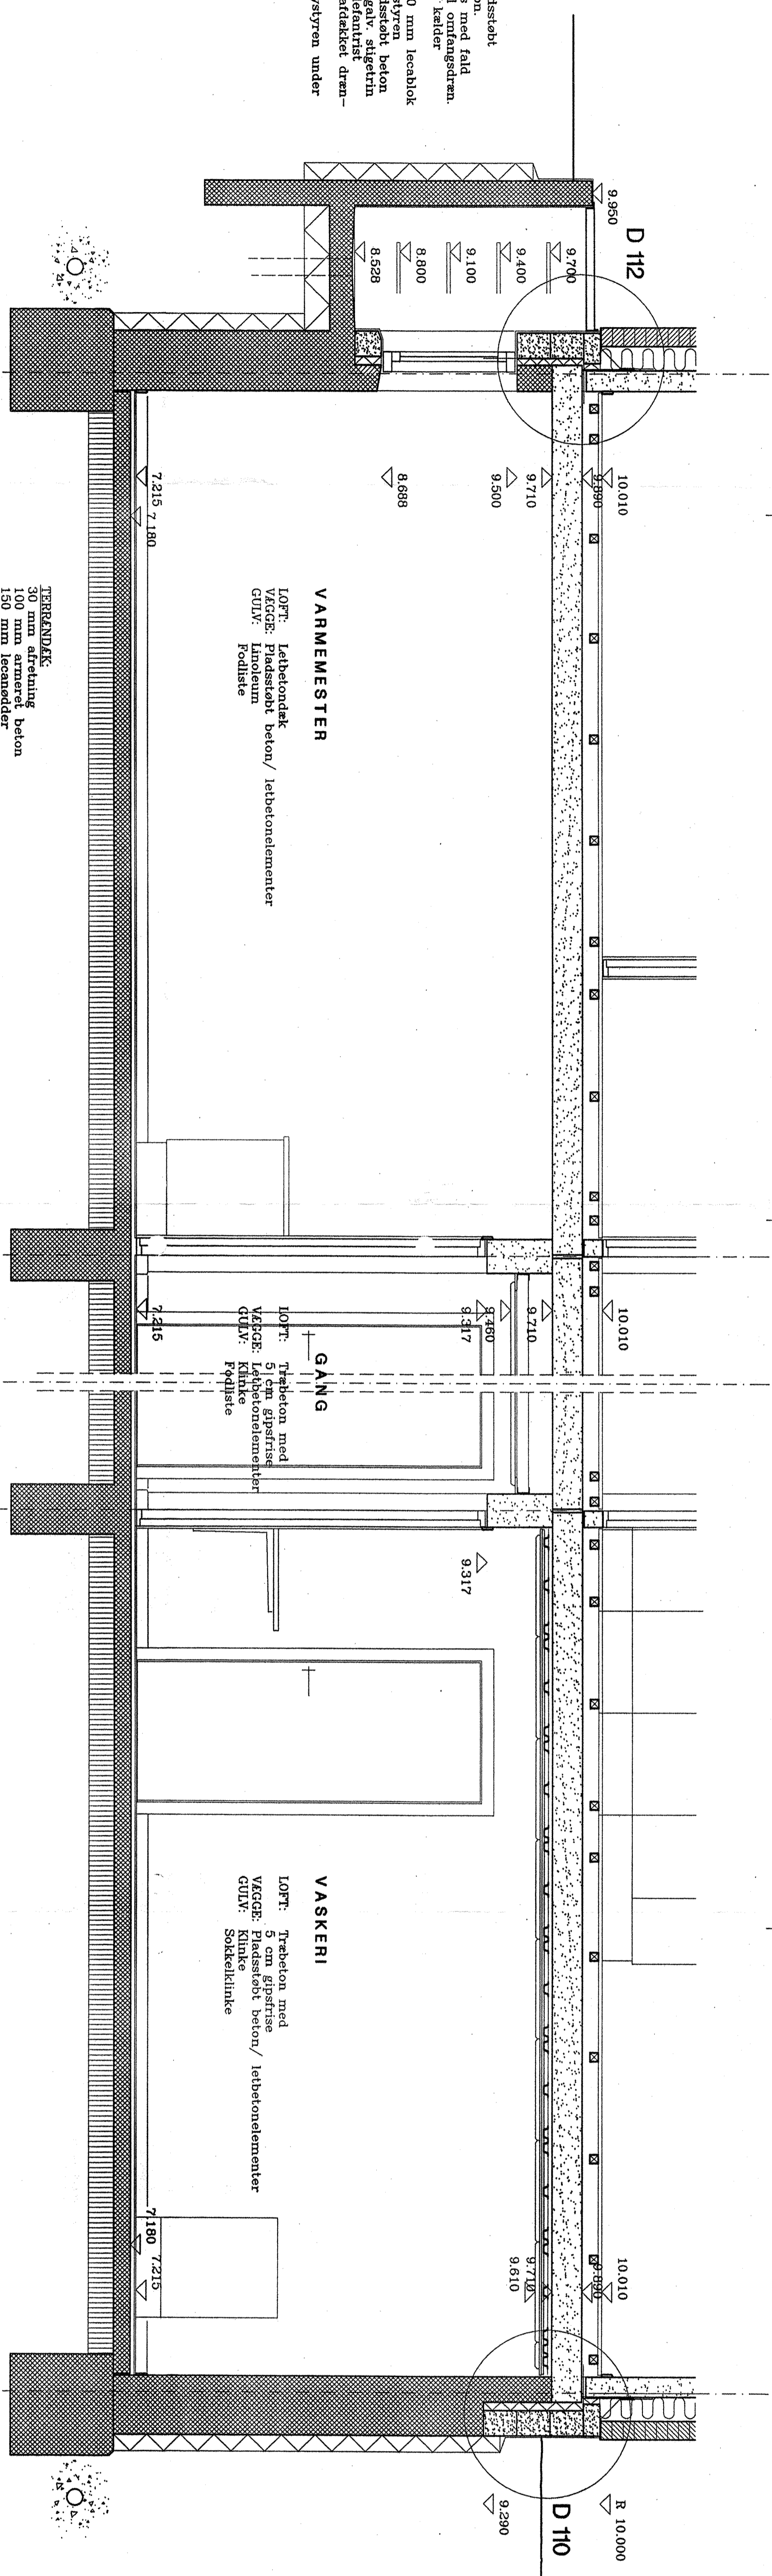 dsstøbt
on.
s med fald
l omfangsdræn.
kælder
0 mm lecablok
styren
dsstøbt beton
galv. stigetrin
lefantrist
afdækket dræn-
ystyren under
D 112
9.950
9.700
9.400
9.100
8.800
8.528
10.010
9.890
9.710
9.500
8.688
7.215
7.180
VARMEMESTER
LOFT: Letbetondæk
VÆGGE: Pladsstøbt beton/ letbetonelementer
GULV: Linoleum
Fodliste
TERRÆNDÆK:
30 mm afretning
100 mm armeret beton
150 mm lecanødder
10.010
9.710
9.460
9.317
7.215
GANG
LOFT: Træbeton med
5 cm gipsfrise
VÆGGE: Letbetonelementer
GULV: Klinke
Fodliste
9.317
VASKERI
LOFT: Træbeton med
5 cm gipsfrise
VÆGGE: Pladsstøbt beton/ letbetonelementer
GULV: Klinke
Sokkelklinke
10.010
9.890
9.710
9.610
7.180
7.215
R 10.000
D 110
9.290